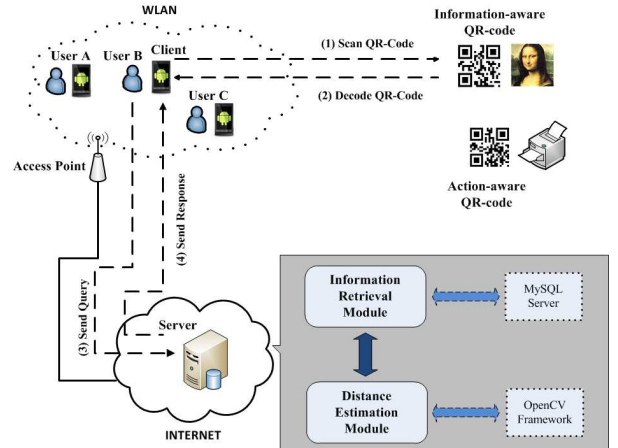 WLAN
User A
User B
Client
User C
(1) Scan QR-Code
(2) Decode QR-Code
Information-aware
QR-code
Action-aware
QR-code
Access Point
(3) Send Query
(4) Send Response
Server
INTERNET
Information
Retrieval
Module
MySQL
Server
Distance
Estimation
Module
OpenCV
Framework